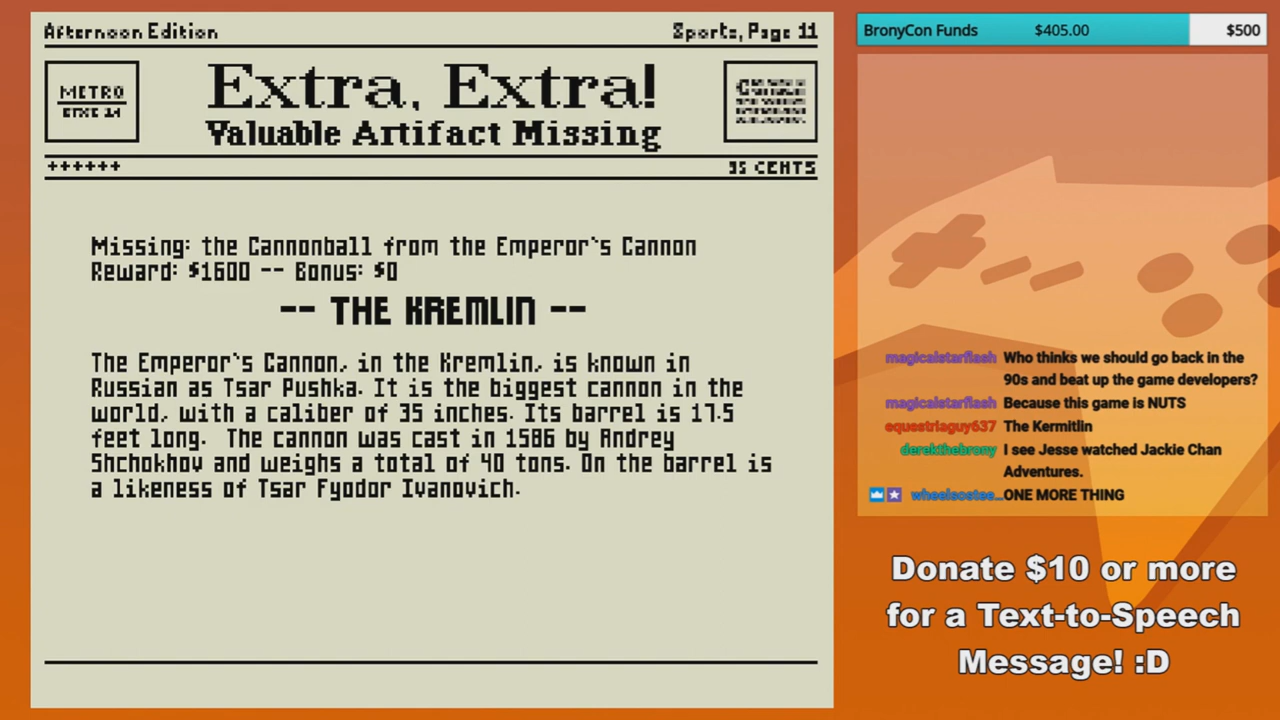 Afternoon Edition
Sports, Page 11
METRO
Extra, Extra!
Valuable Artifact Missing
++++++
35 CENTS
Missing: the Cannonball from the Emperor's Cannon
Reward: $1600 -- Bonus: $0
-- THE KREMLIN --
The Emperor's Cannon, in the Kremlin, is known in
Russian as Tsar Pushka. It is the biggest cannon in the
world, with a caliber of 35 inches. Its barrel is 17.5
feet long. The cannon was cast in 1586 by Andrey
Shchokhov and weighs a total of 40 tons. On the barrel is
a likeness of Tsar Fyodor Ivanovich.
BronyCon Funds $405.00 $500
magicalstarflash Who thinks we should go back in the
90s and beat up the game developers?
magicalstarflash Because this game is NUTS
equestriaguy637 The Kermitlin
derekthebrony I see Jesse watched Jackie Chan
Adventures.
wheelsostee... ONE MORE THING
Donate $10 or more
for a Text-to-Speech
Message! :D